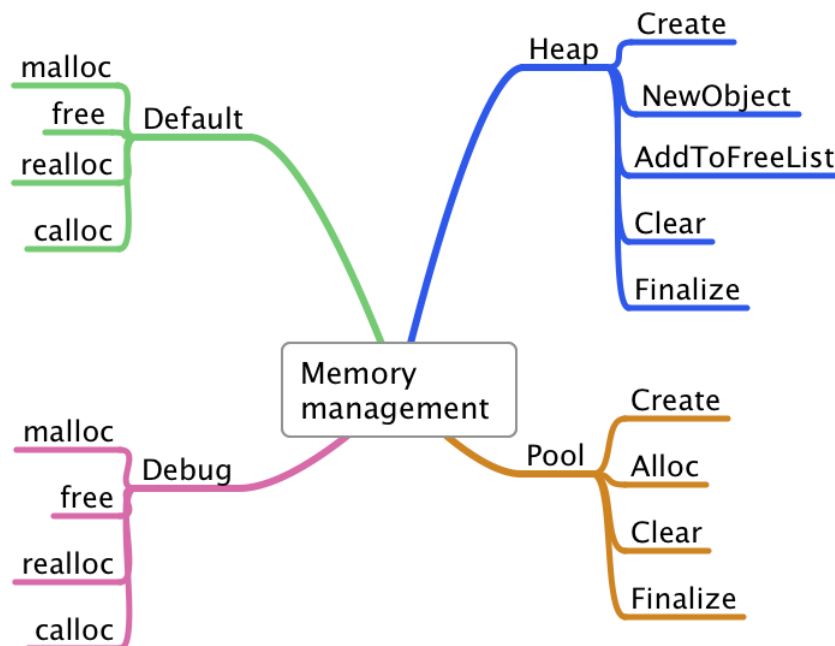 Memory
management
Default
malloc
free
realloc
calloc
Heap
Create
NewObject
AddToFreeList
Clear
Finalize
Debug
malloc
free
realloc
calloc
Pool
Create
Alloc
Clear
Finalize